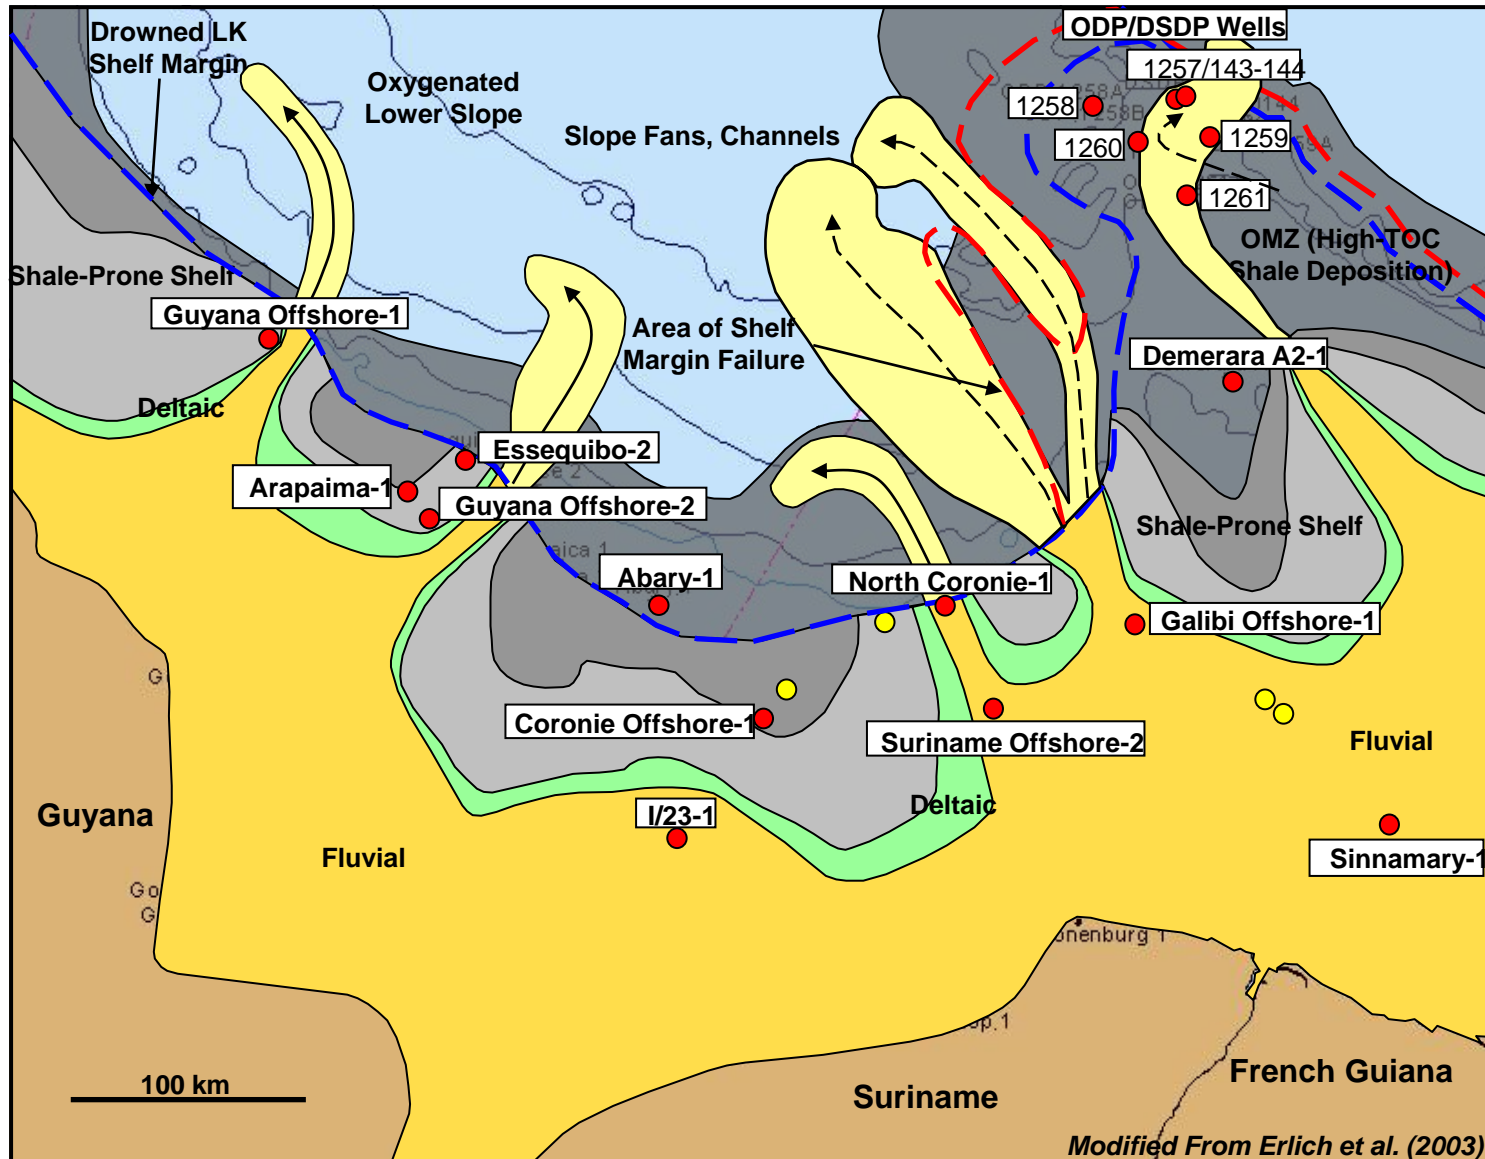 ODP/DSDP Wells
Drowned LK
Shelf Margin
Oxygenated
Lower Slope
1257/143-144
1258
Slope Fans, Channels
1260
1259
1261
OMZ (High-TOC
Shale Deposition)
Shale-Prone Shelf
Guyana Offshore-1
Area of Shelf
Margin Failure
Demerara A2-1
Deltaic
Essequibo-2
Arapaima-1
Guyana Offshore-2
Shale-Prone Shelf
Abary-1
North Coronie-1
Galibi Offshore-1
Coronie Offshore-1
Suriname Offshore-2
Fluvial
Deltaic
I/23-1
Guyana
Fluvial
Sinnamary-1
onenburg 1
op.1
French Guiana
100 km
Suriname
Modified From Erlich et al. (2003)